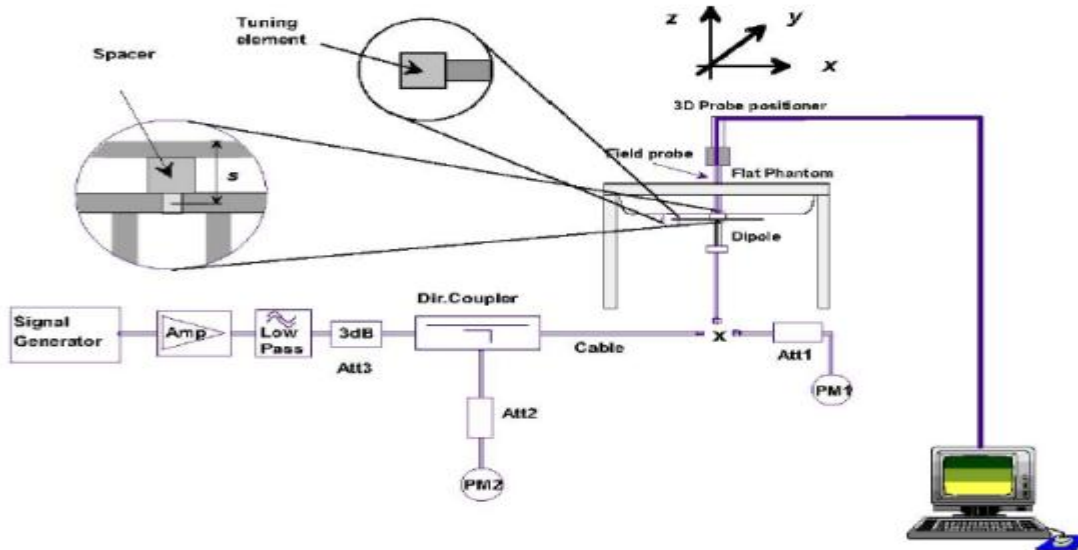 Tuning
element
Spacer
z
y
x
3D Probe positioner
s
Field probe
Flat Phantom
Dipole
Dir.Coupler
Signal
Generator
Amp
Low
Pass
3dB
Att3
Cable
x
Att1
PM1
Att2
PM2